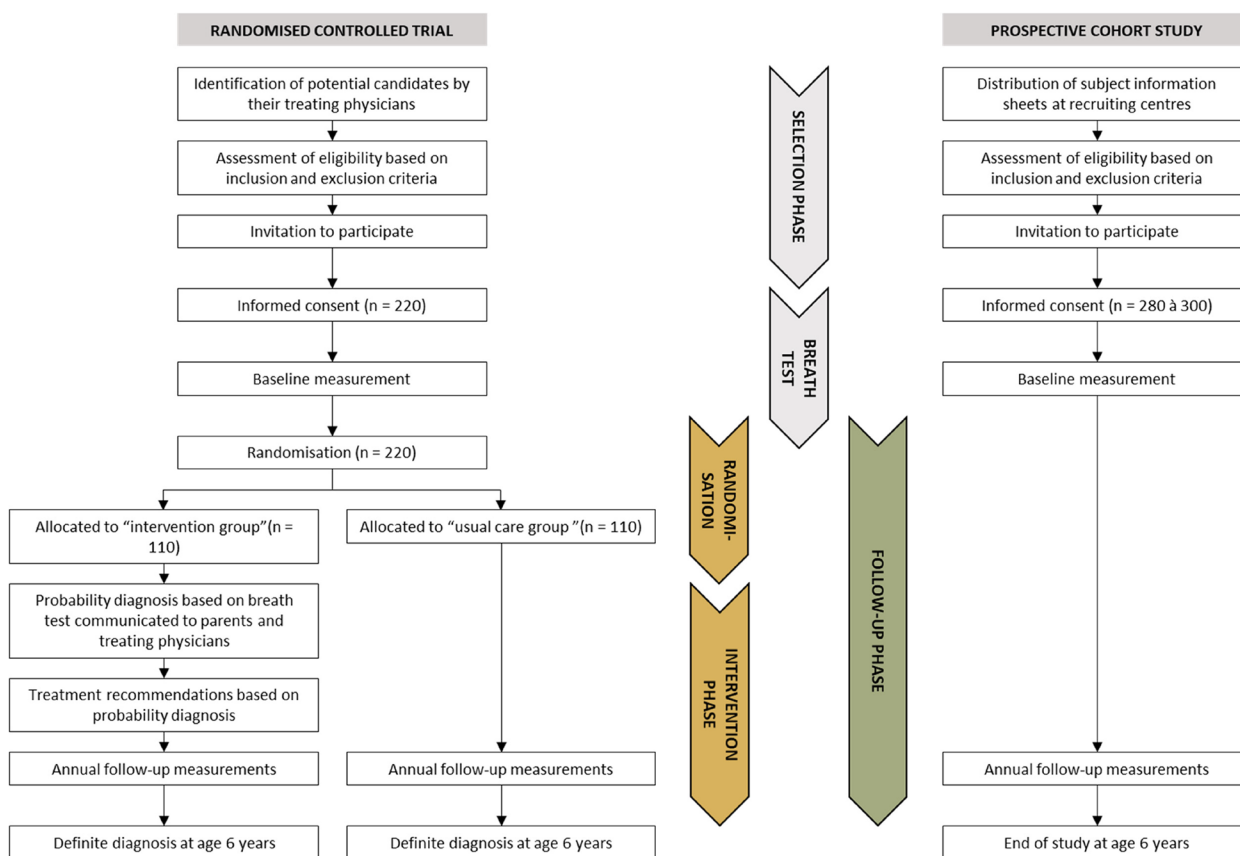 RANDOMISED CONTROLLED TRIAL
Identification of potential candidates by
their treating physicians
Assessment of eligibility based on
inclusion and exclusion criteria
Invitation to participate
Informed consent (n = 220)
Baseline measurement
Randomisation (n = 220)
Allocated to “intervention group”(n =
110)
Probability diagnosis based on breath
test communicated to parents and
treating physicians
Treatment recommendations based on
probability diagnosis
Annual follow-up measurements
Definite diagnosis at age 6 years
Allocated to “usual care group ”(n = 110)
Annual follow-up measurements
Definite diagnosis at age 6 years
SELECTION PHASE
BREATH
TEST
RANDOMI-
SATION
INTERVENTION
PHASE
FOLLOW-UP PHASE
PROSPECTIVE COHORT STUDY
Distribution of subject information
sheets at recruiting centres
Assessment of eligibility based on
inclusion and exclusion criteria
Invitation to participate
Informed consent (n = 280 à 300)
Baseline measurement
Annual follow-up measurements
End of study at age 6 years